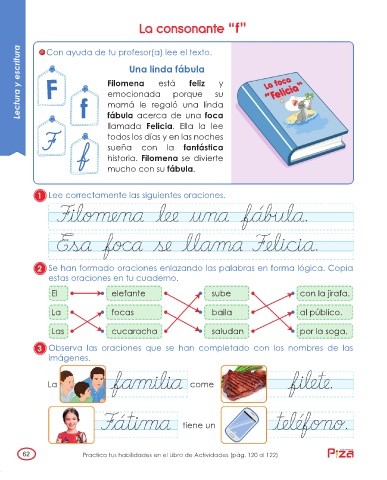 La consonante “f”
Lectura y escritura
Con ayuda de tu profesor(a) lee el texto.
Una linda fábula
F
f
F
f
Filomena está feliz y
emocionada porque su
mamá le regaló una linda
fábula acerca de una foca
llamada Felicia. Ella la lee
todos los días y en las noches
sueña con la fantástica
historia. Filomena se divierte
mucho con su fábula.
La foca
“Felicia”
1 Lee correctamente las siguientes oraciones.
Filomena lee una fábula.
Esa foca se llama Felicia.
2 Se han formado oraciones enlazando las palabras en forma lógica. Copia
estas oraciones en tu cuaderno.
El elefante sube con la jirafa.
La focas baila al público.
Las cucaracha saludan por la soga.
3 Observa las oraciones que se han completado con los nombres de las
imágenes.
La familia come filete.
Fátima tiene un teléfono.
62
Practica tus habilidades en el Libro de Actividades (pág. 120 al 122)
P!zA